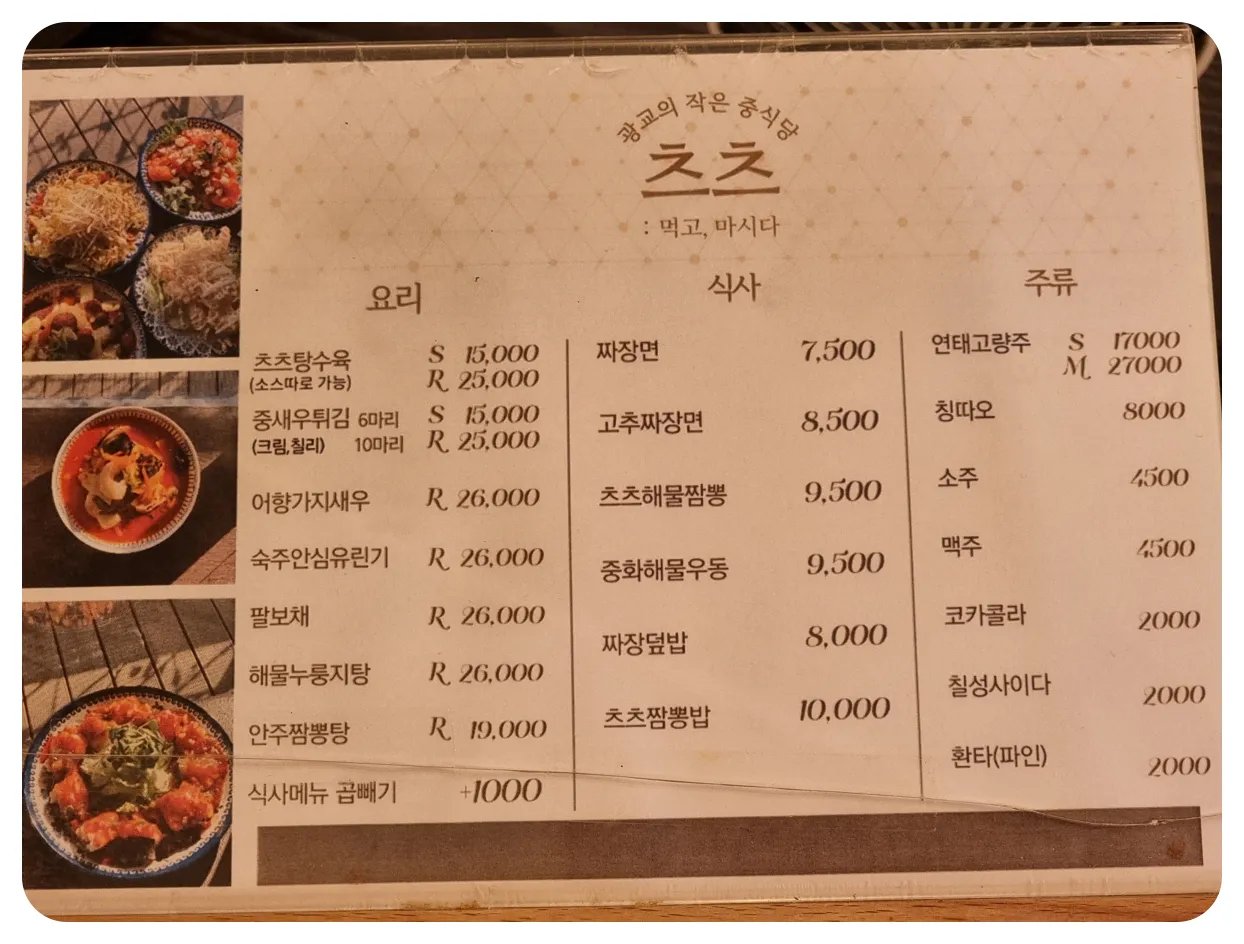 광교의 작은 중식당
츠츠
: 먹고, 마시다
요리
츠츠탕수육 S 15,000
(소스따로 가능) R 25,000
중새우튀김 6마리 S 15,000
(크림,칠리) 10마리 R 25,000
어향가지새우 R 26,000
숙주안심유린기 R 26,000
팔보채 R 26,000
해물누룽지탕 R 26,000
안주짬뽕탕 R 19,000
식사메뉴 곱빼기 +1000
식사
짜장면 7,500
고추짜장면 8,500
츠츠해물짬뽕 9,500
중화해물우동 9,500
짜장덮밥 8,000
츠츠짬뽕밥 10,000
주류
연태고량주 S 17000
M 27000
칭따오 8000
소주 4500
맥주 4500
코카콜라 2000
칠성사이다 2000
환타(파인) 2000